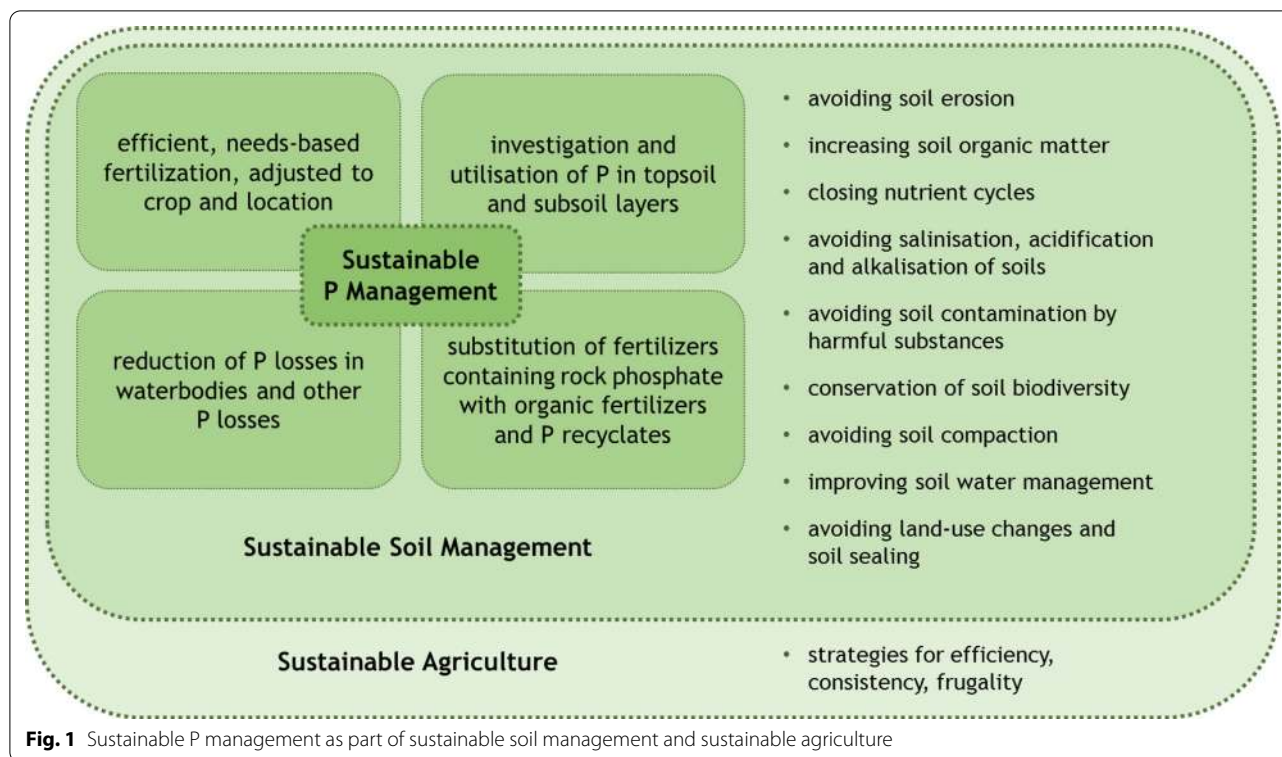 efficient, needs-based
fertilization, adjusted to
crop and location
investigation and
utilisation of P in topsoil
and subsoil layers
Sustainable
P Management
reduction of P losses in
waterbodies and other
P losses
substitution of fertilizers
containing rock phosphate
with organic fertilizers
and P recyclates
Sustainable Soil Management
• avoiding soil erosion
• increasing soil organic matter
• closing nutrient cycles
• avoiding salinisation, acidification
and alkalisation of soils
• avoiding soil contamination by
harmful substances
• conservation of soil biodiversity
• avoiding soil compaction
• improving soil water management
• avoiding land-use changes and
soil sealing
Sustainable Agriculture
• strategies for efficiency,
consistency, frugality
Fig. 1 Sustainable P management as part of sustainable soil management and sustainable agriculture